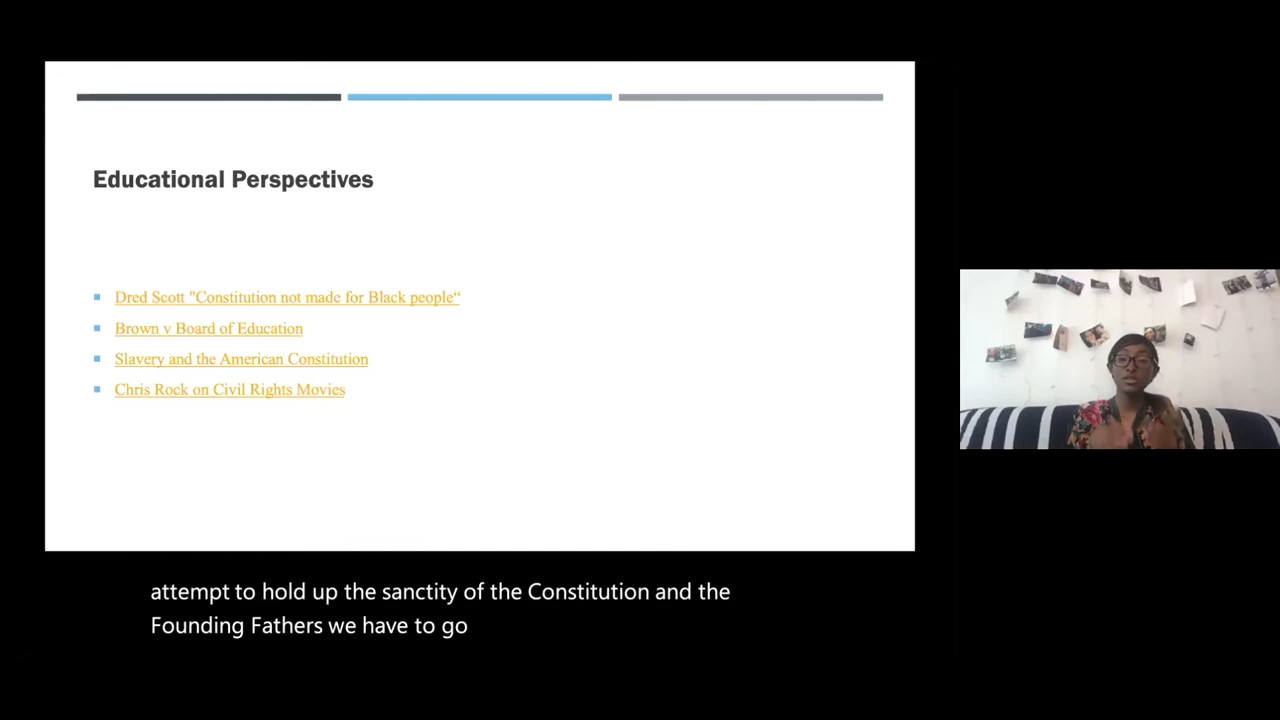 Educational Perspectives
Dred Scott "Constitution not made for Black people“
Brown v Board of Education
Slavery and the American Constitution
Chris Rock on Civil Rights Movies
attempt to hold up the sanctity of the Constitution and the
Founding Fathers we have to go